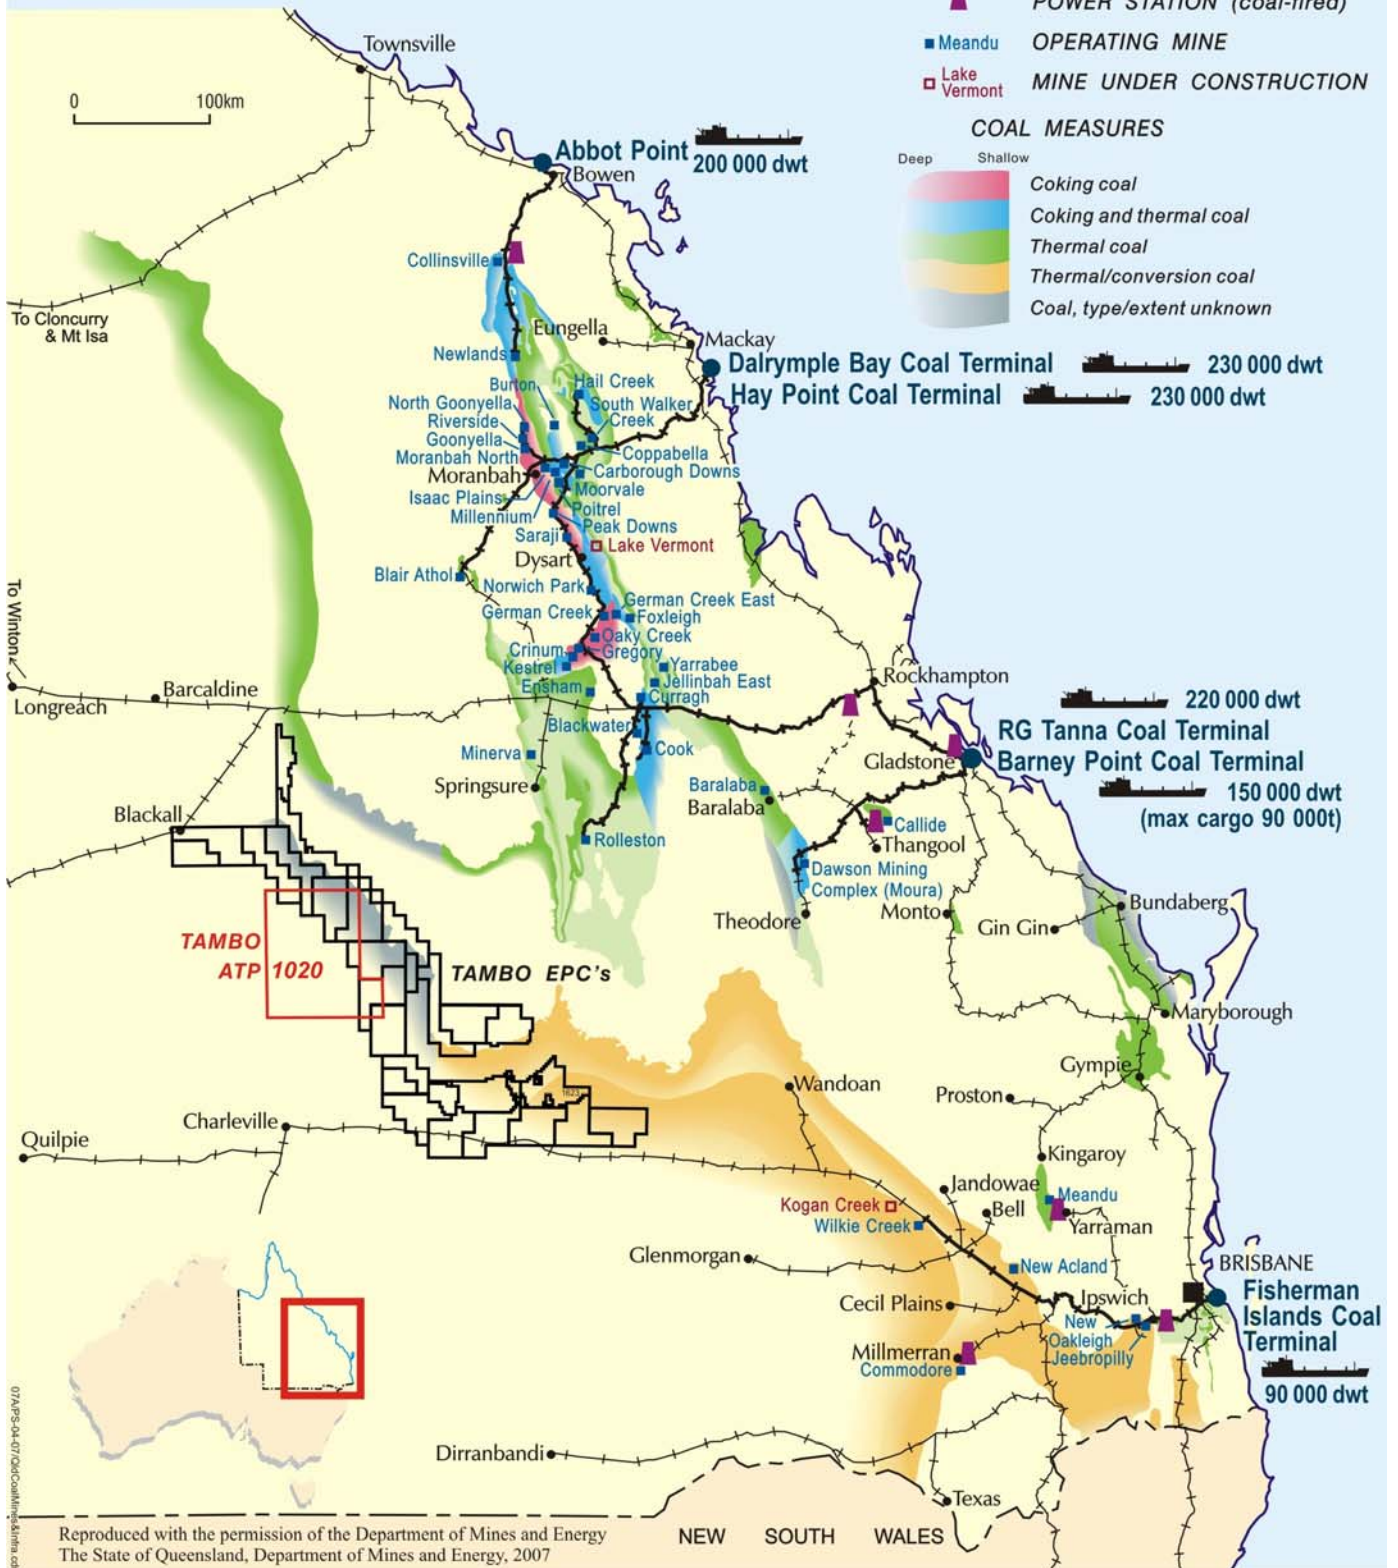 POWER STATION (coal-fired)
Meandu OPERATING MINE
Lake
Vermont
MINE UNDER CONSTRUCTION
COAL MEASURES
Deep Shallow
Coking coal
Coking and thermal coal
Thermal coal
Thermal/conversion coal
Coal, type/extent unknown
Townsville
0 100km
Abbot Point
200 000 dwt
Bowen
Collinsville
To Cloncurry
& Mt Isa
Eungella
Mackay
Newlands
Dalrymple Bay Coal Terminal
230 000 dwt
Hay Point Coal Terminal
230 000 dwt
Burton
Hail Creek
North Goonyella
South Walker
Creek
Riverside
Goonyella
Moranbah North
Coppabella
Moranbah
Carborough Downs
Isaac Plains
Moorvale
Millennium
Poitrel
Peak Downs
Saraji
Lake Vermont
Dysart
Blair Athol
Norwich Park
To Winton
German Creek East
German Creek
Foxleigh
Oaky Creek
Crinum
Gregory
Kestrel
Yarrabee
Ensham
Jellinbah East
Curragh
Rockhampton
Barcaldine
Longreach
220 000 dwt
Blackwater
RG Tanna Coal Terminal
Minerva
Cook
Gladstone
Barney Point Coal Terminal
Springsure
Baralaba
Baralaba
150 000 dwt
(max cargo 90 000t)
Blackall
Callide
Rolleston
Thangool
Dawson Mining
Complex (Moura)
Theodore
Monto
Bundaberg
Gin Gin
TAMBO
ATP 1020
TAMBO EPC's
Maryborough
Gympie
Wandoan
Proston
1623
Charleville
Quilpie
Kingaroy
Jandowae
Meandu
Kogan Creek
Bell
Wilkie Creek
Yarraman
Glenmorgan
New Acland
BRISBANE
Cecil Plains
Ipswich
Fisherman
Islands Coal
Terminal
New
Oakleigh
Jeebropilly
Millmerran
Commodore
90 000 dwt
Dirranbandi
Texas
NEW SOUTH WALES
Reproduced with the permission of the Department of Mines and Energy
The State of Queensland, Department of Mines and Energy, 2007